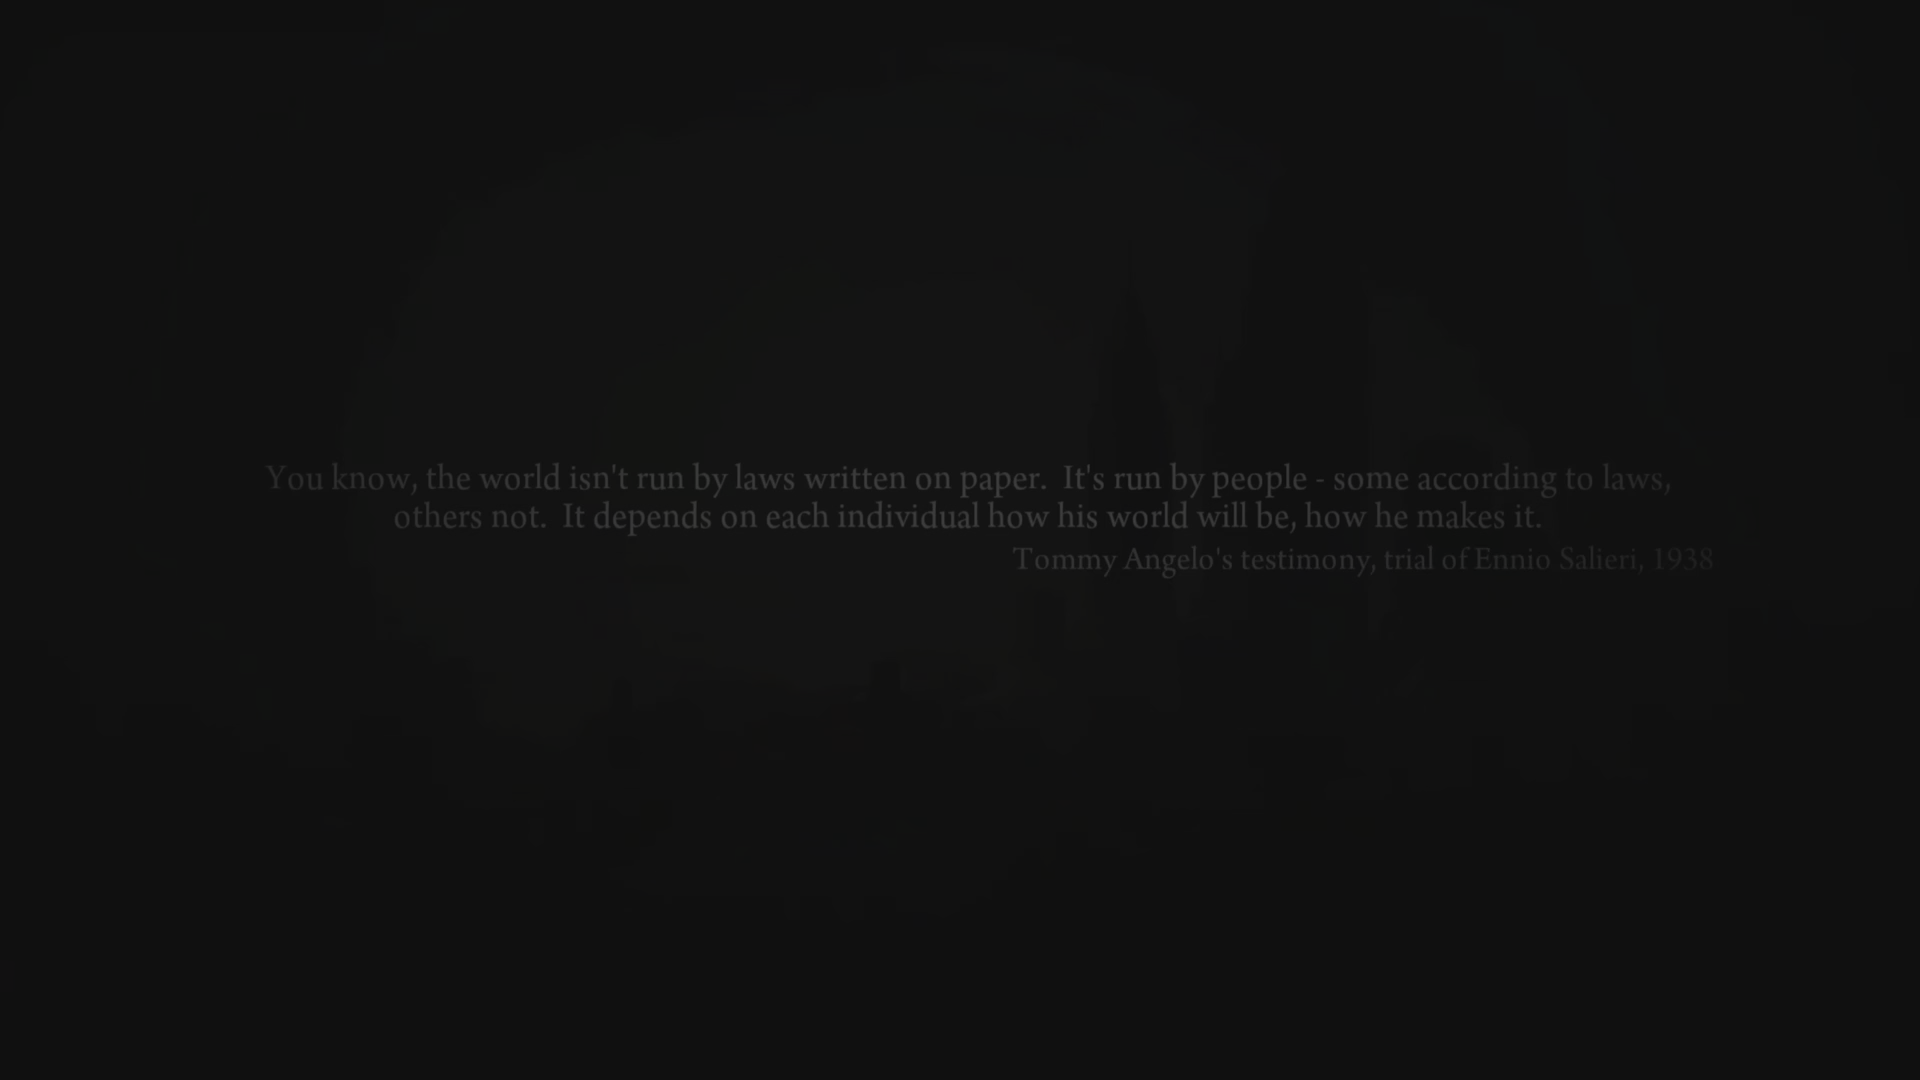 You know, the world isn't run by laws written on paper.  It's run by people - some according to laws,
others not.  It depends on each individual how his world will be, how he makes it.
Tommy Angelo's testimony, trial of Ennio Salieri, 1938